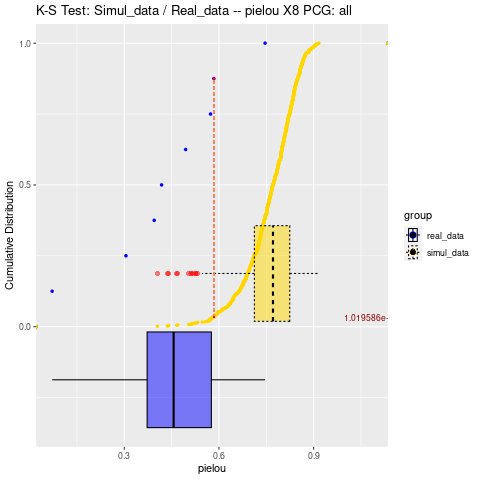 K-S Test: Simul_data / Real_data -- pielou X8 PCG: all
1.0
0.5
0.0
Cumulative Distribution
1.019586e-
0.3
0.6
0.9
pielou
group
real_data
simul_data